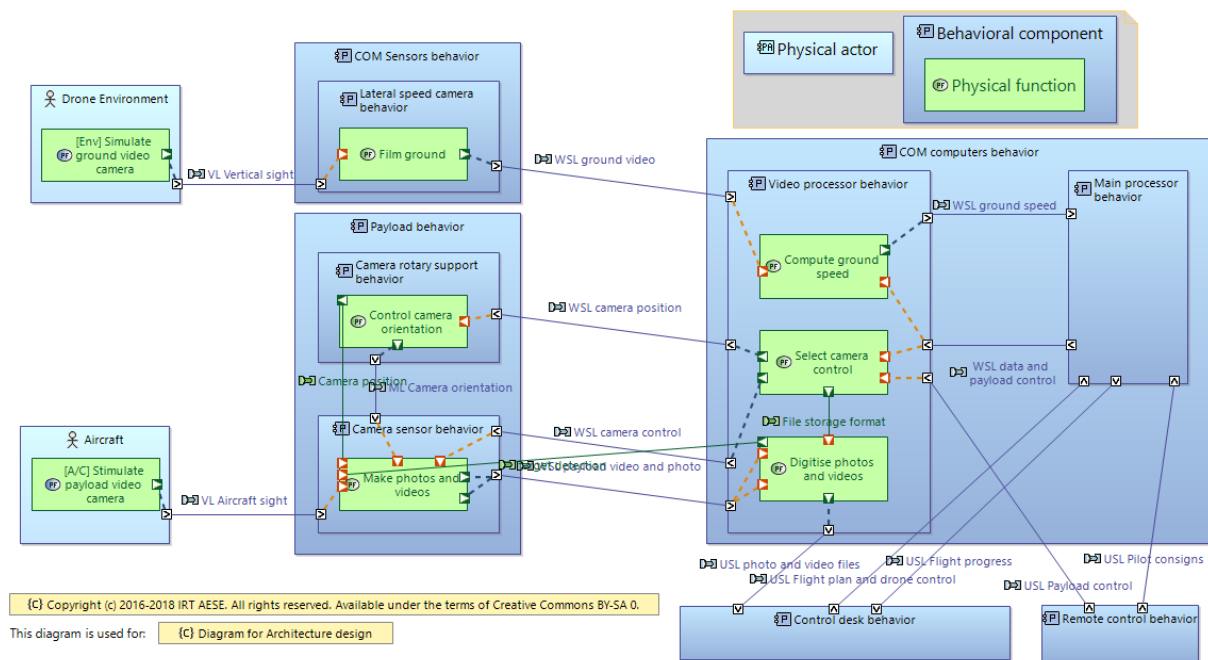 COM Sensors behavior
Behavioral component
Physical actor
Physical function
Drone Environment
Lateral speed camera
behavior
[Env] Simulate
ground video
camera
Film ground
WSL ground video
COM computers behavior
VL Vertical sight
Video processor behavior
Main processor
behavior
WSL ground speed
Payload behavior
Camera rotary support
behavior
Compute ground
speed
Control camera
orientation
WSL camera position
Select camera
control
WSL data and
payload control
Camera position
ML Camera orientation
File storage format
Camera sensor behavior
WSL camera control
Aircraft
[A/C] Stimulate
payload video
camera
Make photos and
videos
detection
WSL payload video and photo
Digitise photos
and videos
VL Aircraft sight
USL photo and video files
USL Flight progress
USL Pilot consigns
USL Flight plan and drone control
USL Payload control
{C} Copyright (c) 2016-2018 IRT AESE. All rights reserved. Available under the terms of Creative Commons BY-SA 0.
Control desk behavior
Remote control behavior
This diagram is used for:
{C} Diagram for Architecture design